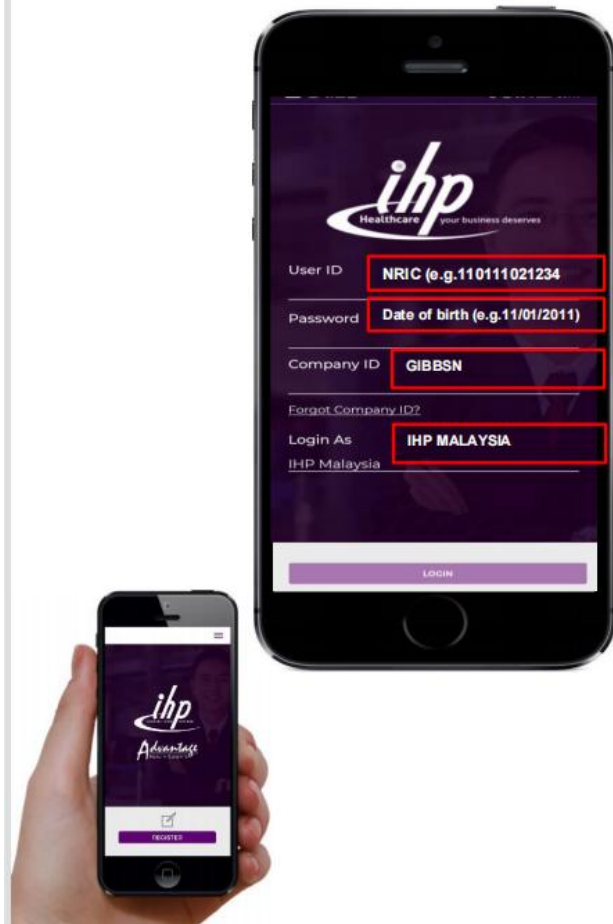 ihp
Healthcare your business deserves
User ID NRIC (e.g.110111021234
Password Date of birth (e.g.11/01/2011)
Company ID GIBBSN
Forgot Company ID?
Login As IHP MALAYSIA
IHP Malaysia
LOGIN
ihp
Advantage
REGISTER